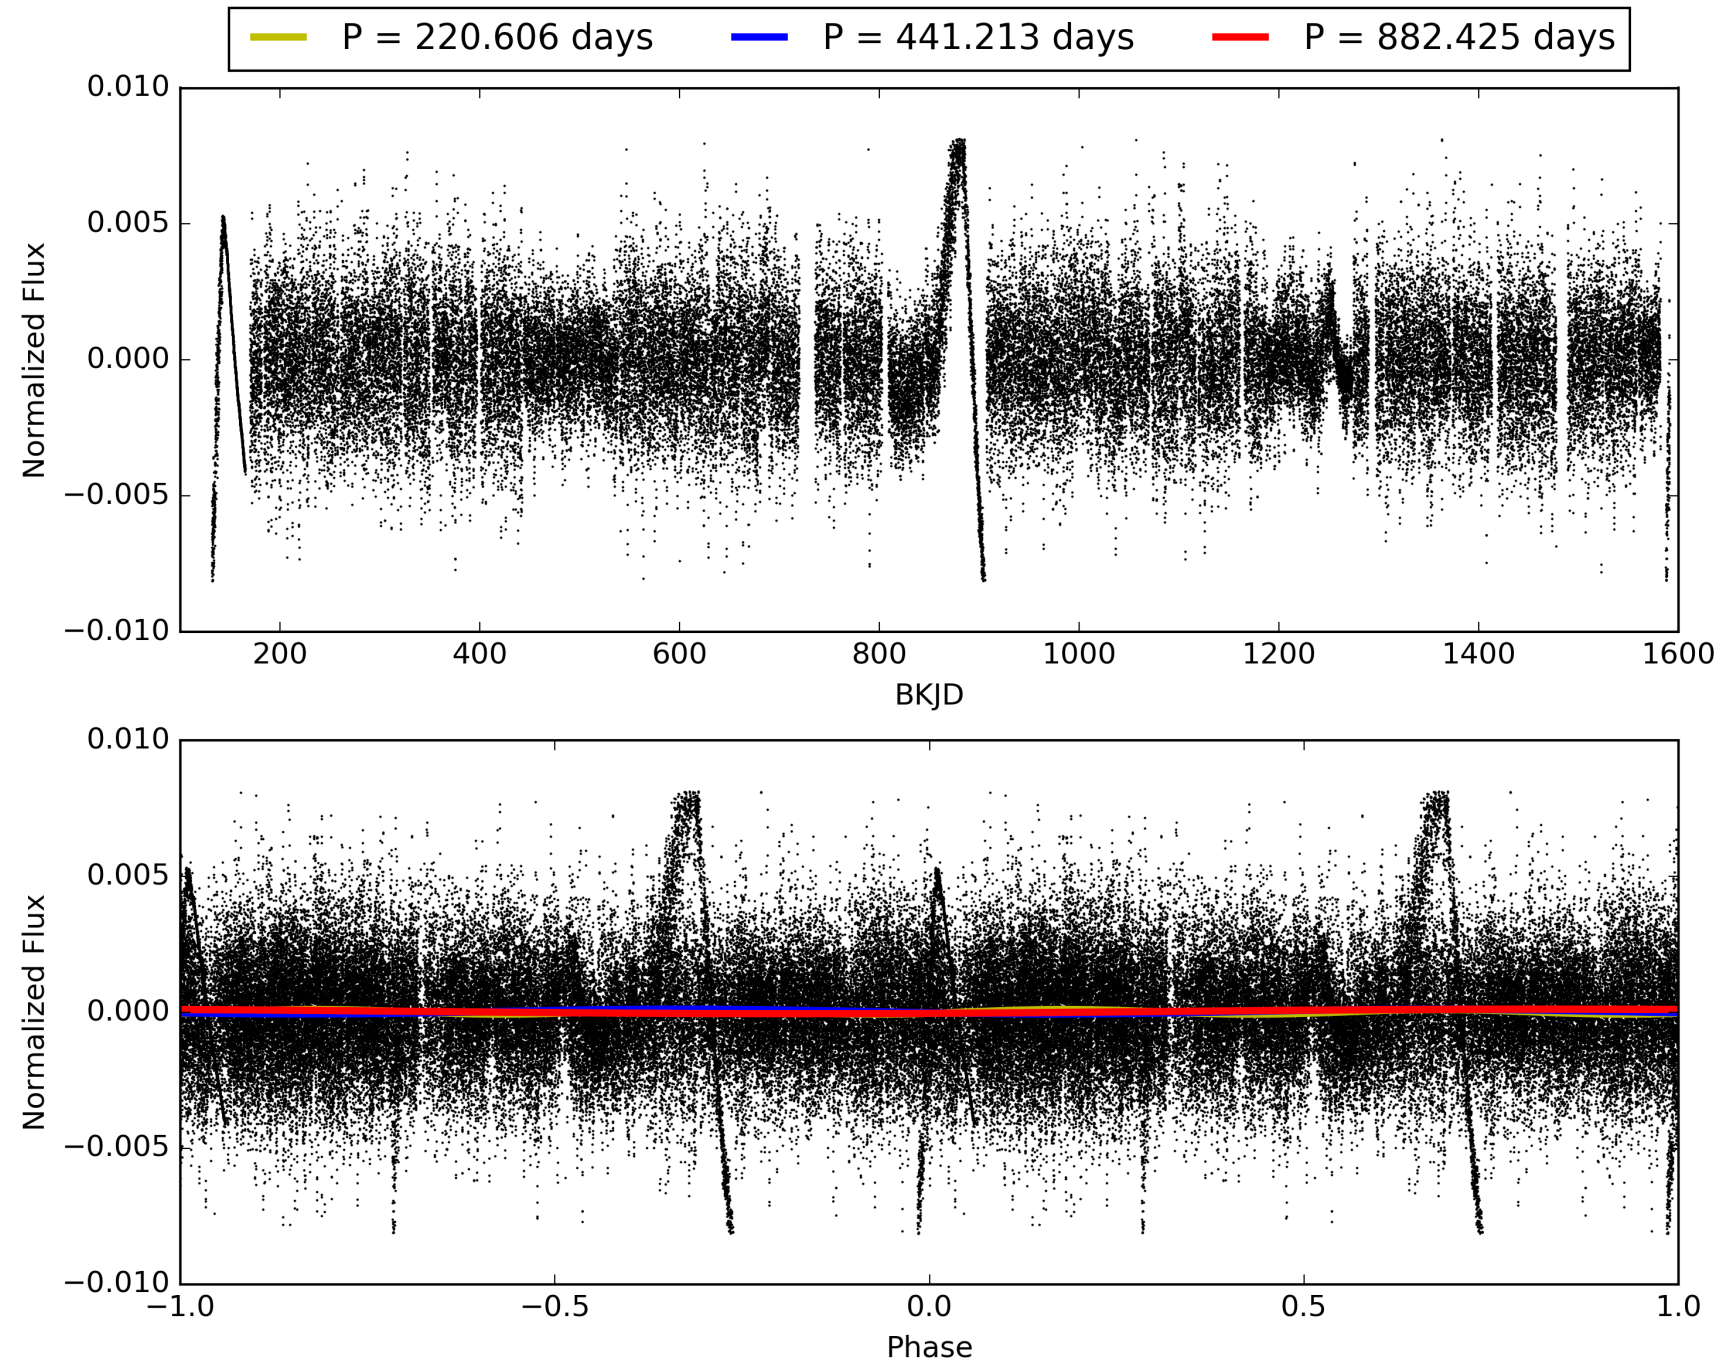 P = 220.606 days P = 441.213 days P = 882.425 days
0.010
0.005
0.000
−0.005
−0.010
Normalized Flux
200 400 600 800 1000 1200 1400 1600
BKJD
0.010
0.005
0.000
−0.005
−0.010
Normalized Flux
−1.0 −0.5 0.0 0.5 1.0
Phase